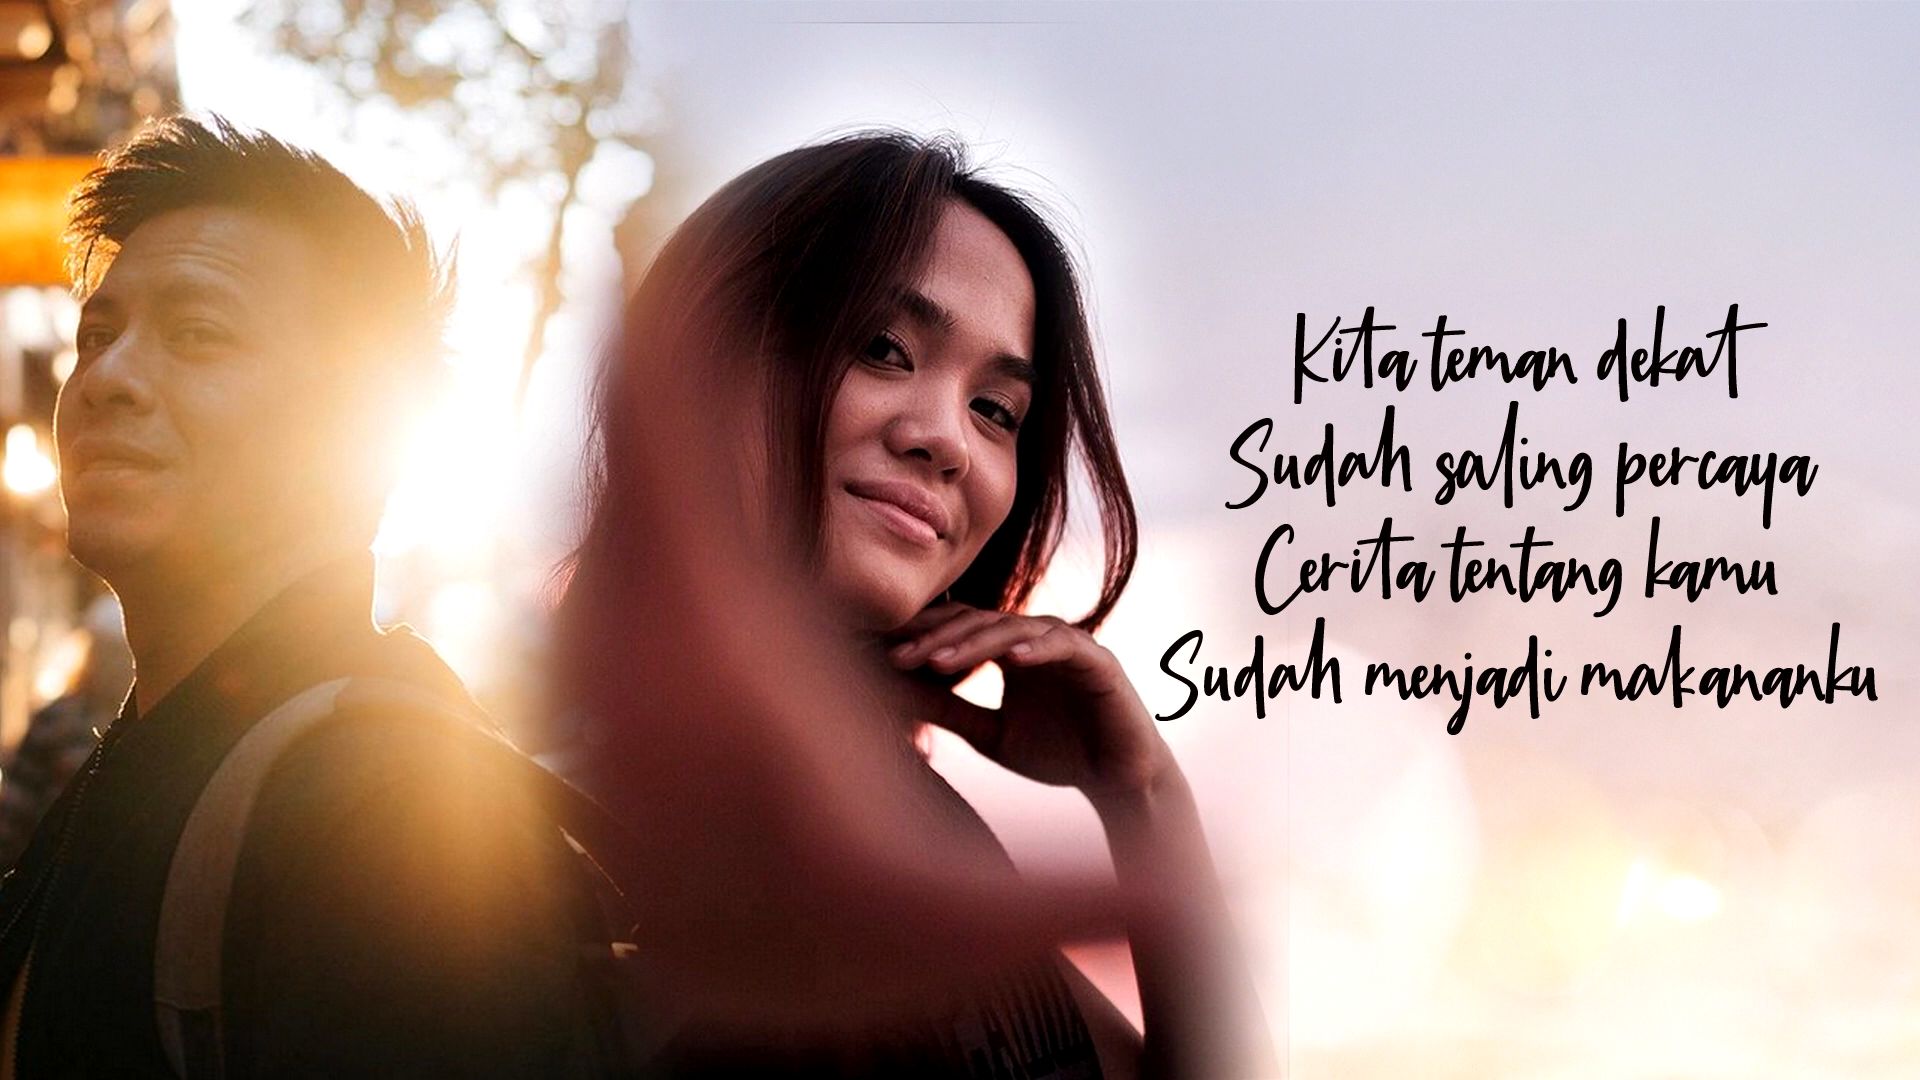 Kita teman dekat
Sudah saling percaya
Cerita tentang kamu
Sudah menjadi makananku